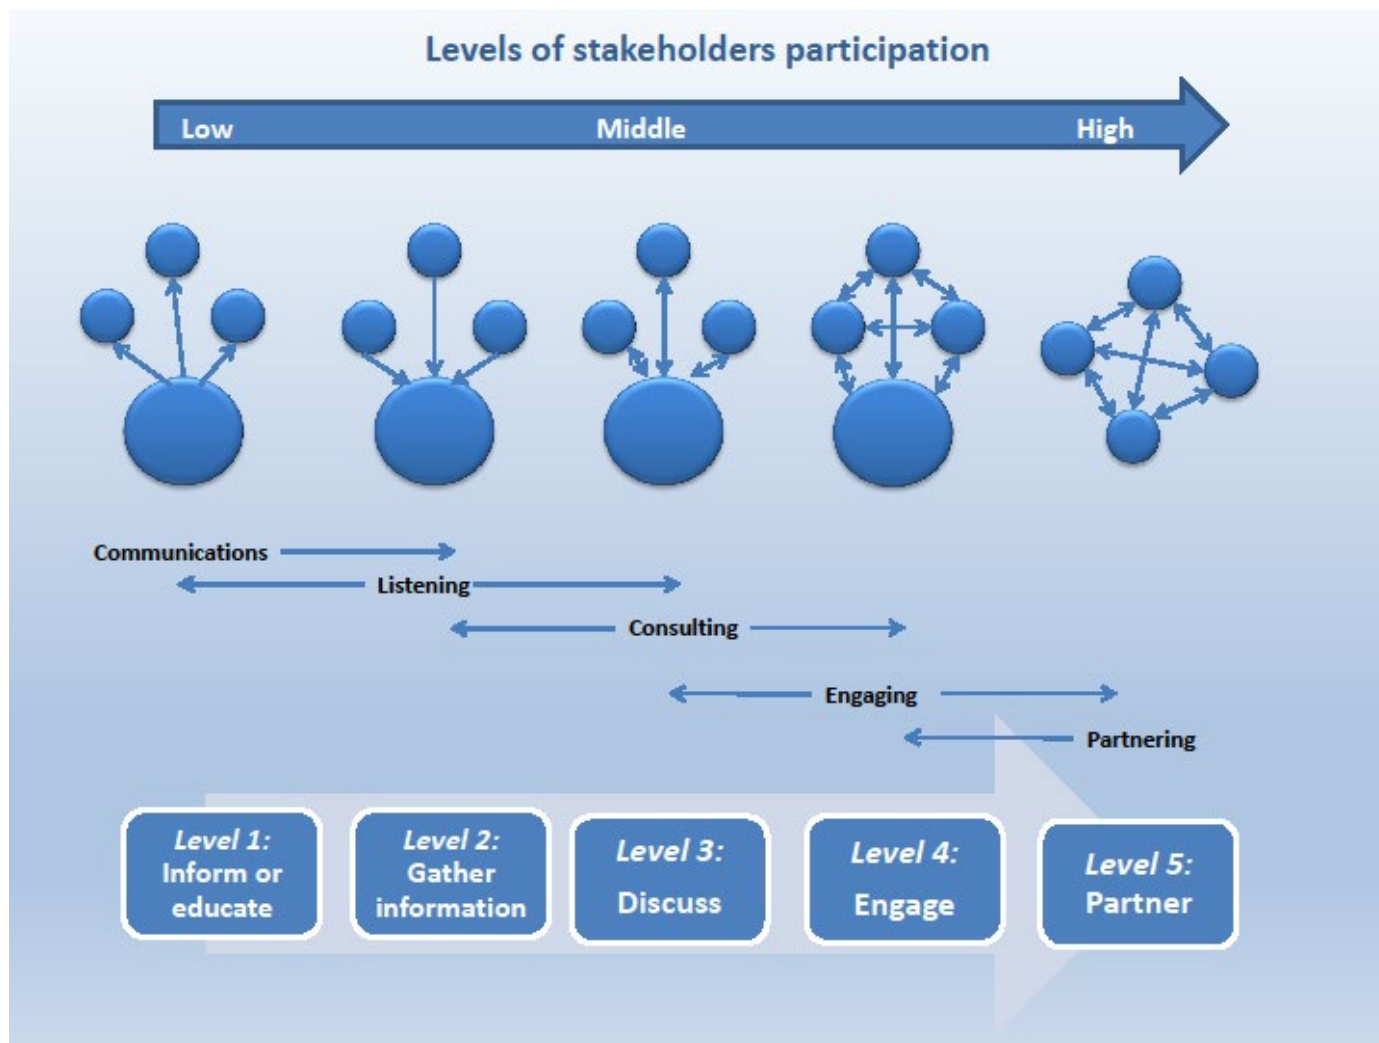 Levels of stakeholders participation
Low Middle High
Communications
Listening
Consulting
Engaging
Partnering
Level 1:
Inform or
educate
Level 2:
Gather
information
Level 3:
Discuss
Level 4:
Engage
Level 5:
Partner